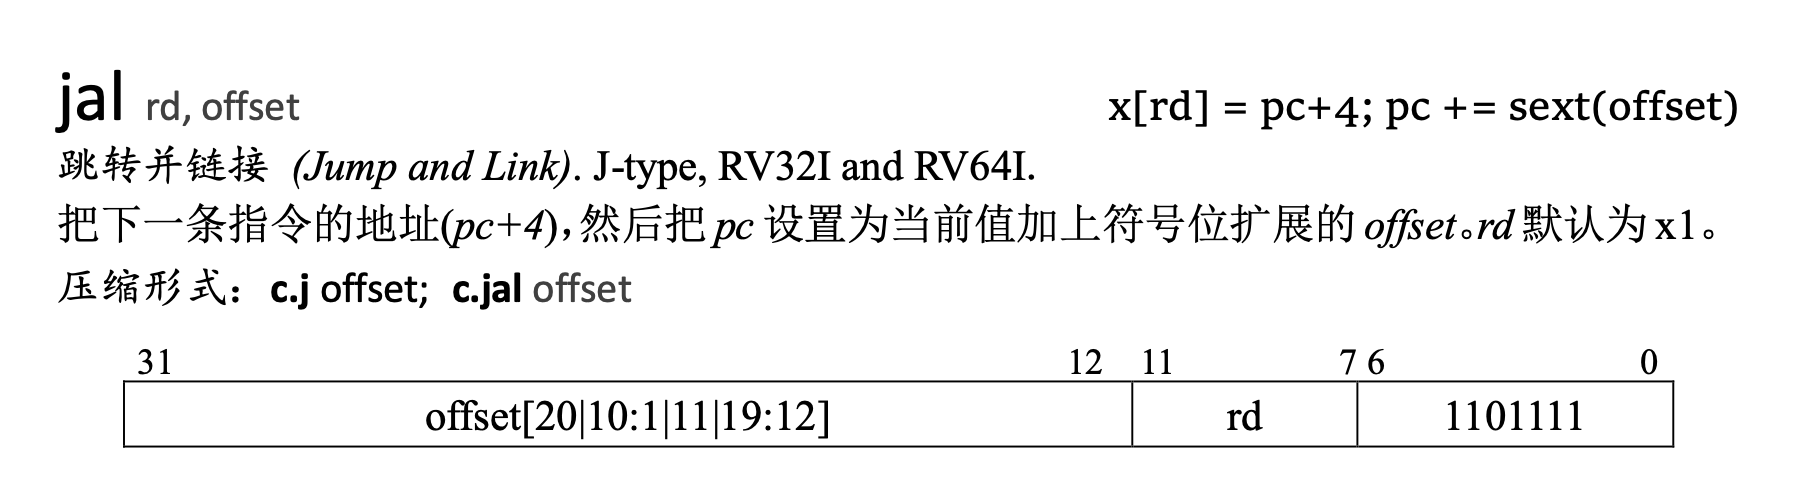 jal rd, offset x[rd] = pc+4; pc += sext(offset)
跳转并链接 (Jump and Link). J-type, RV32I and RV64I.
把下一条指令的地址(pc+4),然后把 pc 设置为当前值加上符号位扩展的 offset。rd 默认为 x1。
压缩形式：c.j offset; c.jal offset
31 12 11 7 6 0
offset[20|10:1|11|19:12] rd 1101111